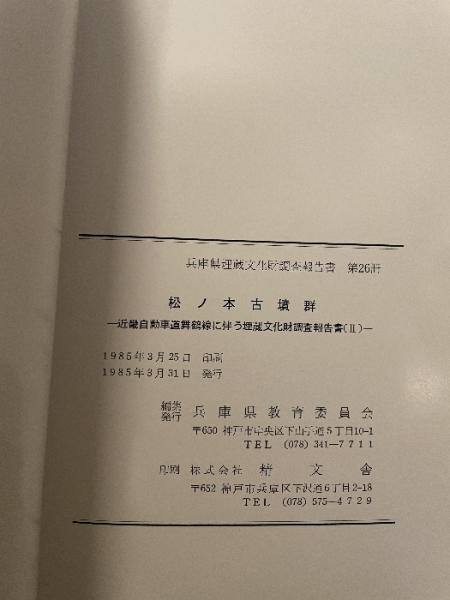 兵庫県埋蔵文化財調査報告書 第26冊
松ノ本古墳群
―近畿自動車道舞鶴線に伴う埋蔵文化財調査報告書(Ⅱ)―
1985年3月25日 印刷
1985年3月31日 発行
編集
発行 兵庫県教育委員会
〒650 神戸市中央区下山手通5丁目10-1
TEL (078) 341-7711
印刷 株式会社 精文舎
〒652 神戸市兵庫区下沢通6丁目2-18
TEL (078) 575-4729